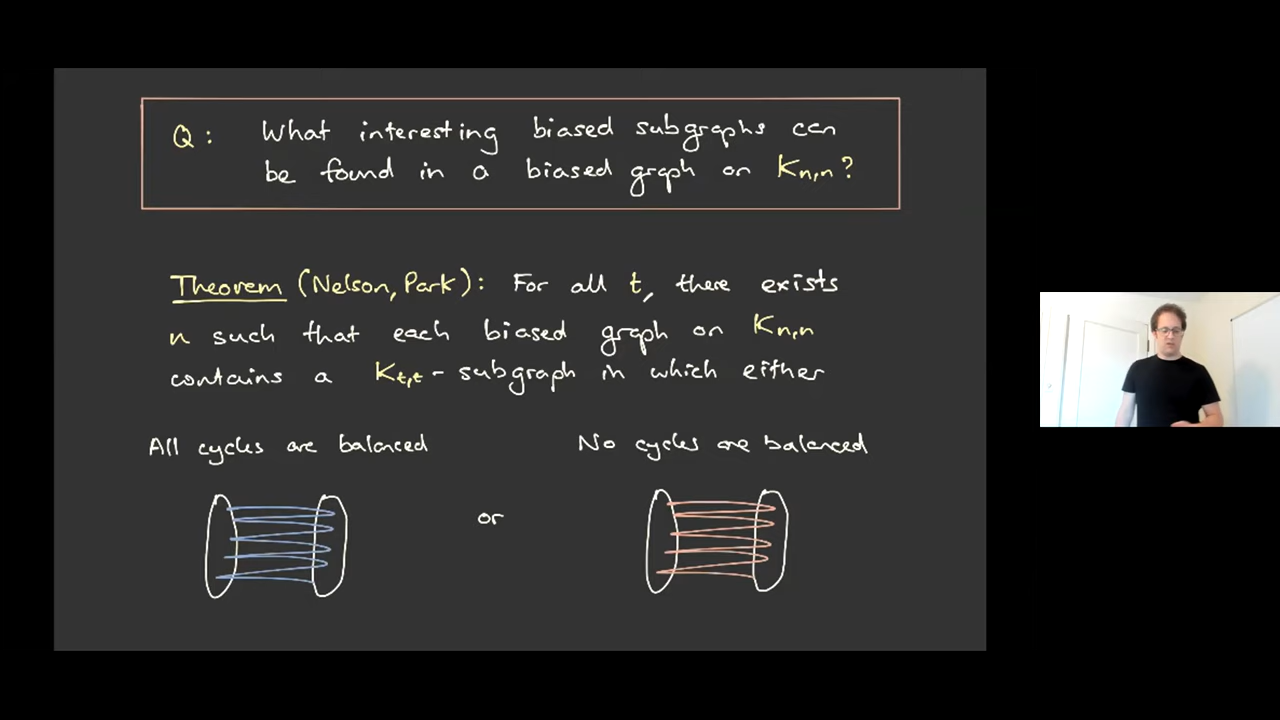 Q: What interesting biased subgraphs can
be found in a biased graph on Kn,n?
Theorem (Nelson, Park): For all t, there exists
n such that each biased graph on Kn,n
contains a Kt,t - subgraph in which either
All cycles are balanced
No cycles are balanced
or